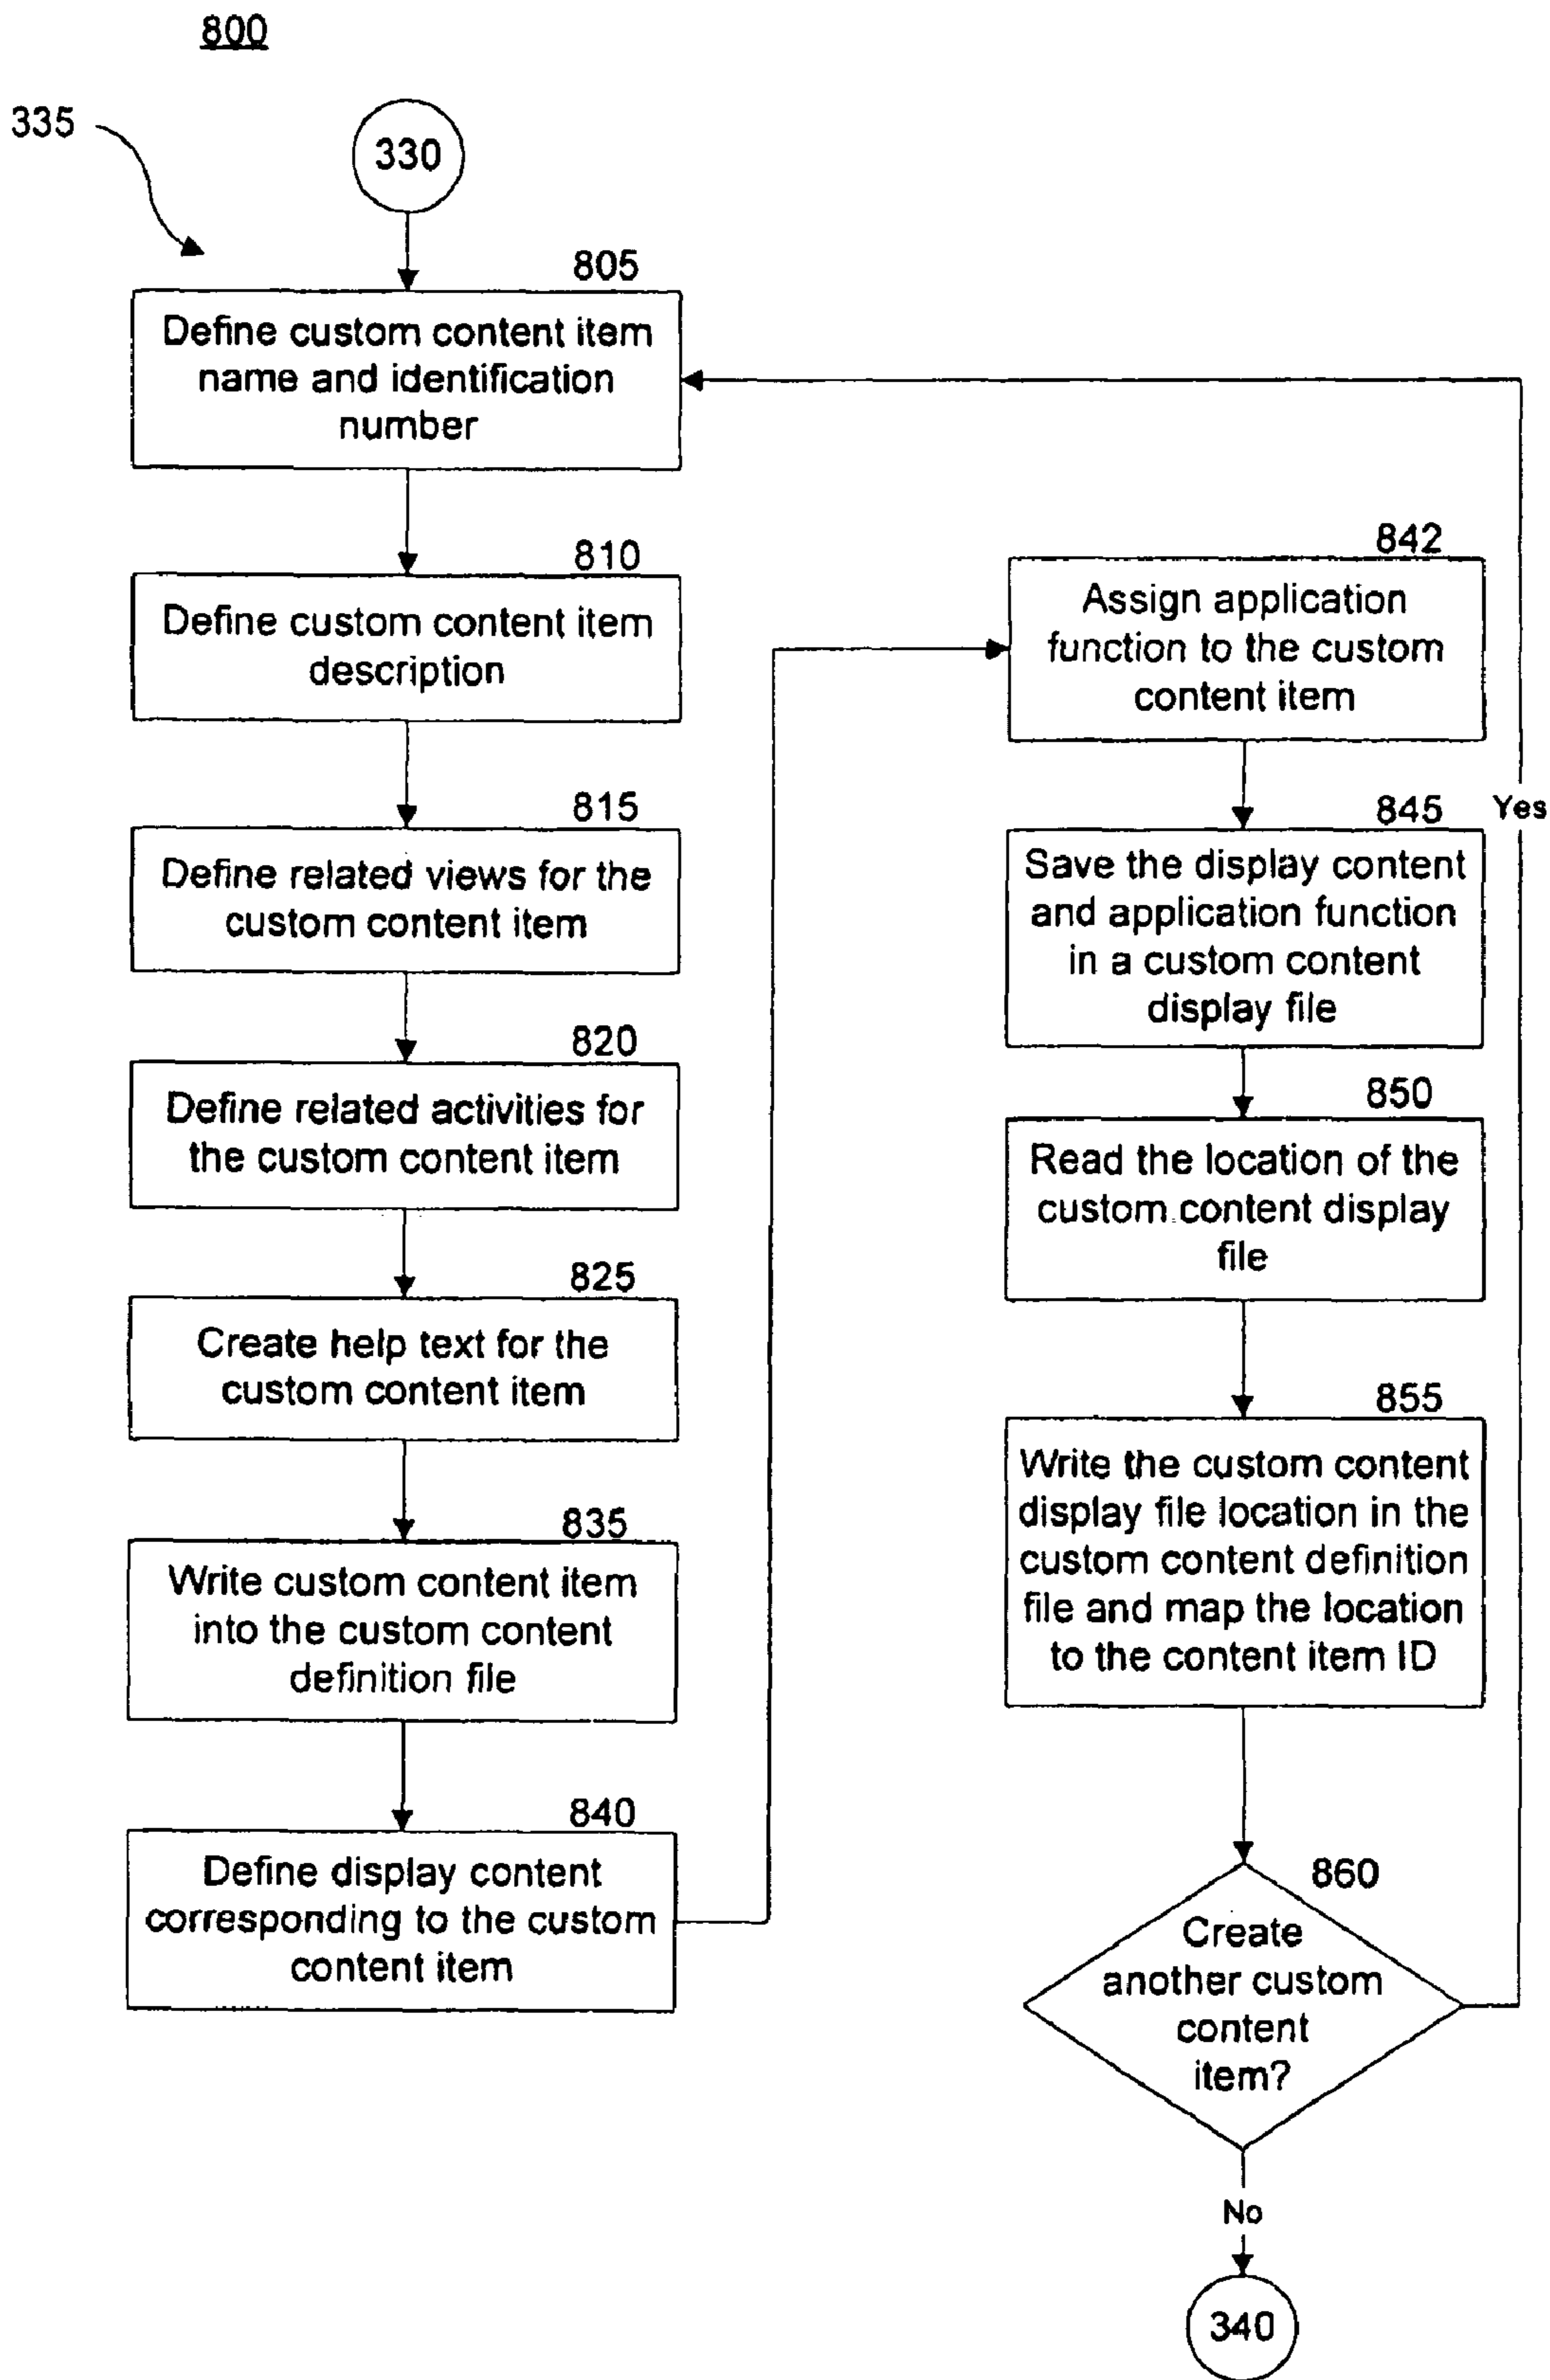 800
335
330
805
Define custom content item
name and identification
number
810
Define custom content item
description
815
Define related views for the
custom content item
820
Define related activities for
the custom content item
825
Create help text for the
custom content item
835
Write custom content item
into the custom content
definition file
840
Define display content
corresponding to the custom
content item
842
Assign application
function to the custom
content item
845
Yes
Save the display content
and application function
in a custom content
display file
850
Read the location of the
custom content display
file
855
Write the custom content
display file location in the
custom content definition
file and map the location
to the content item ID
860
Create
another custom
content
item?
No
340